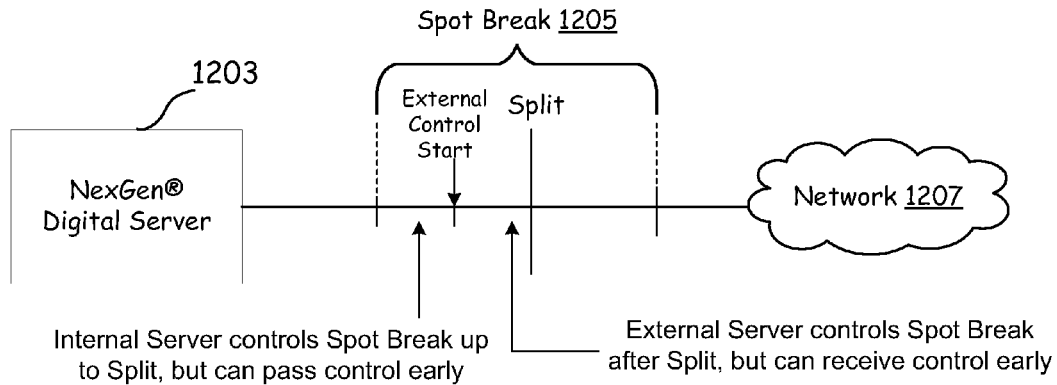 Spot Break 1205
1203
External
Control
Start
Split
NexGen®
Digital Server
Network 1207
Internal Server controls Spot Break up
to Split, but can pass control early
External Server controls Spot Break
after Split, but can receive control early